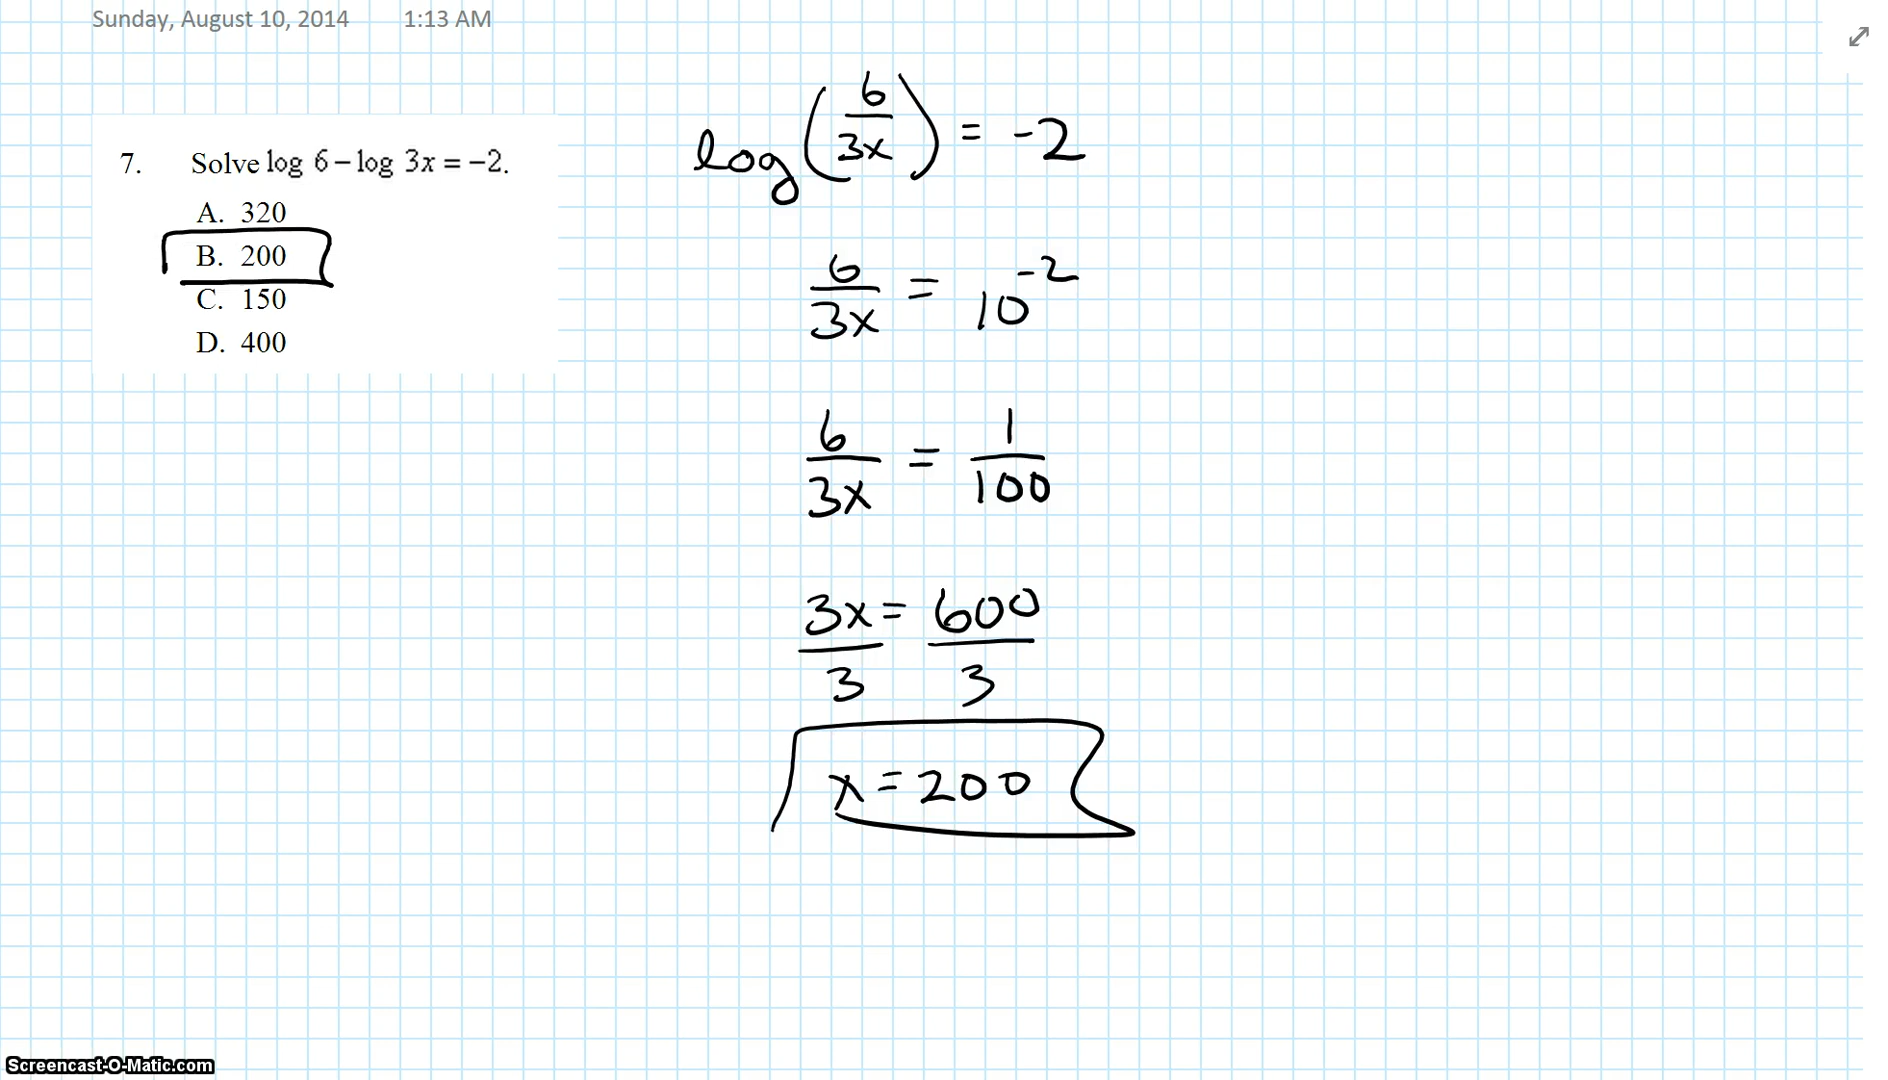 Sunday, August 10, 2014 1:13 AM
7. Solve log 6 – log 3x = –2.
A. 320
B. 200
C. 150
D. 400
log(6/3x) = -2
6/3x = 10^-2
6/3x = 1/100
3x/3 = 600/3
x = 200
Screencast-O-Matic.com